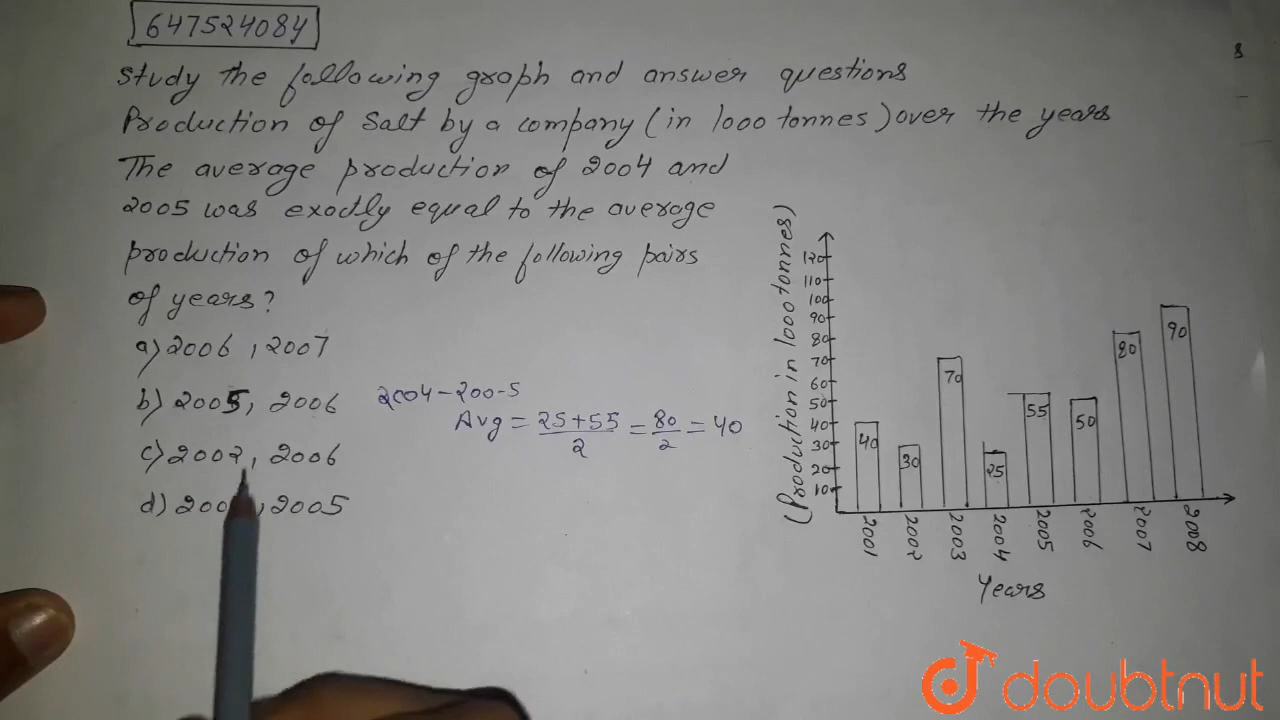 647524084
Study the following graph and answer questions
Production of Salt by a company (in 1000 tonnes) over the years
The average production of 2004 and
2005 was exactly equal to the average
production of which of the following pairs
of years?
a) 2006, 2007
b) 2005, 2006
c) 2002, 2006
d) 2005
2004-2005
Avg = 25+55/2 = 80/2 = 40
(Production in 1000 tonnes)
120
110
100
90
80
70
60
50
40
30
20
10
40
30
70
25
55
50
80
90
2001
2002
2003
2004
2005
2006
2007
2008
Years
doubtnut